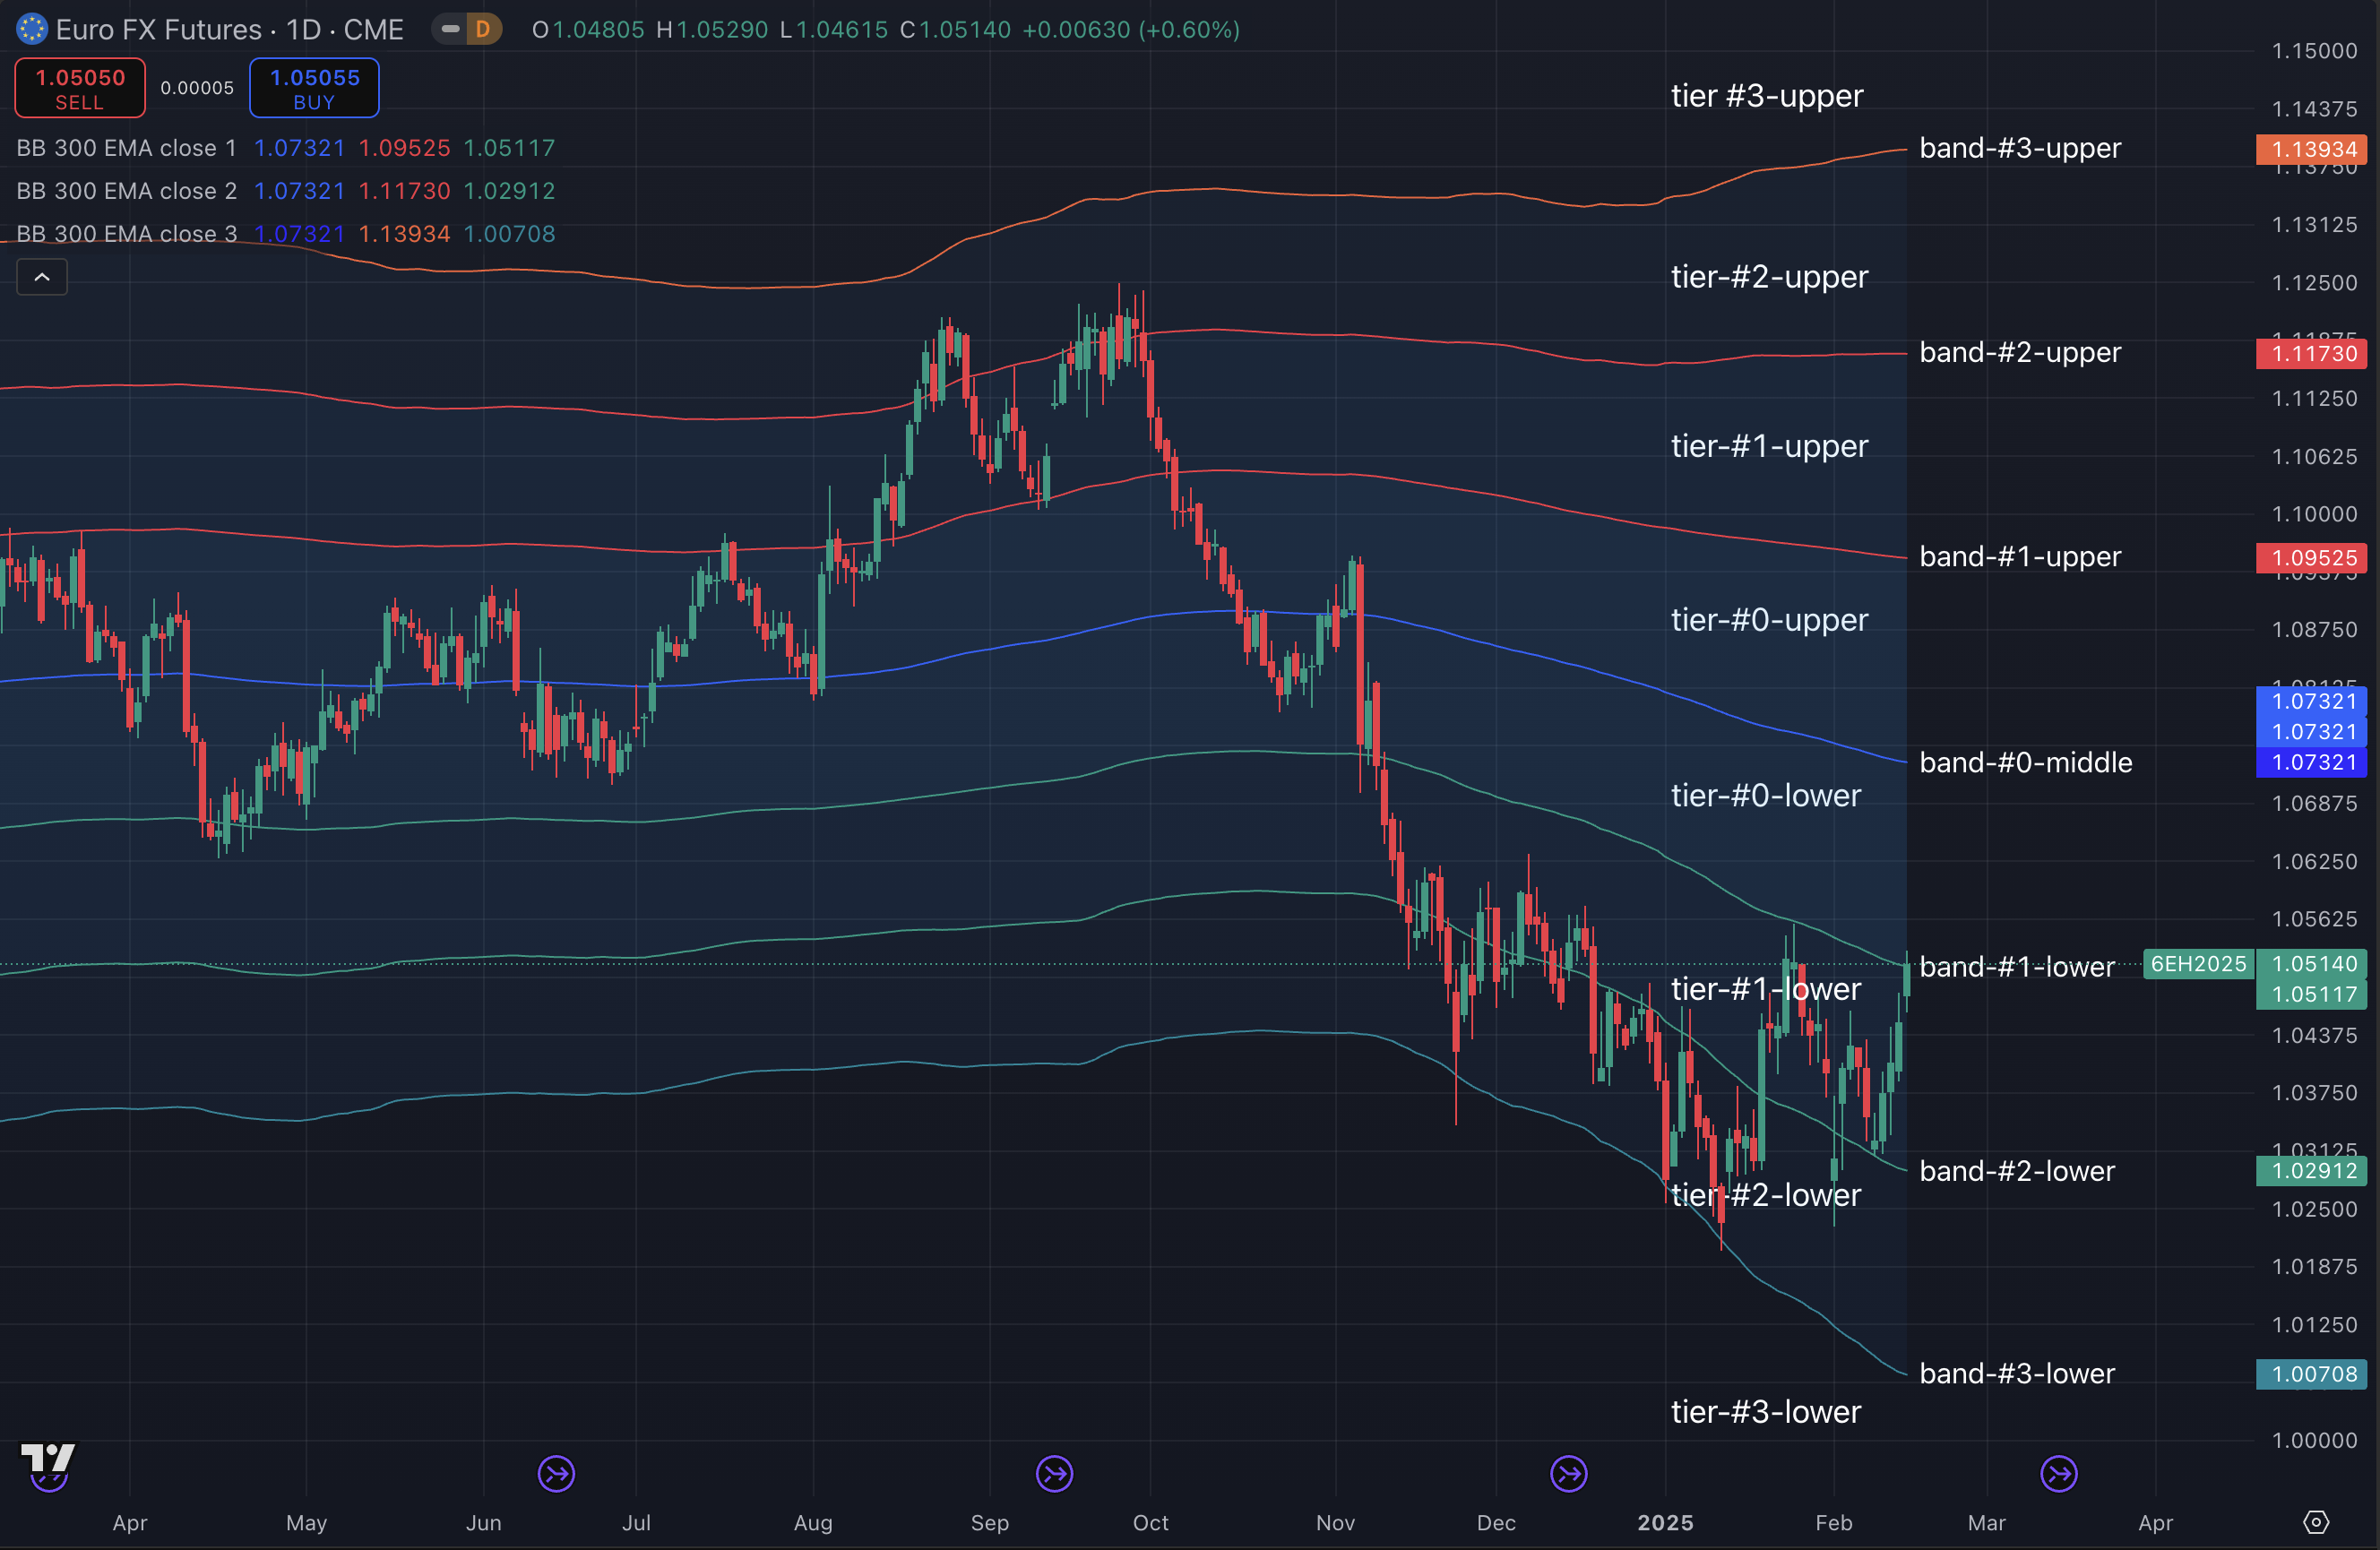 Euro FX Futures · 1D · CME D O1.04805 H1.05290 L1.04615 C1.05140 +0.00630 (+0.60%)
1.05050 SELL 0.00005 1.05055 BUY
BB 300 EMA close 1 1.07321 1.09525 1.05117
BB 300 EMA close 2 1.07321 1.11730 1.02912
BB 300 EMA close 3 1.07321 1.13934 1.00708
1.15000
tier #3-upper
1.14375
band-#3-upper 1.13934
1.13750
1.13125
tier-#2-upper
1.12500
1.11875
band-#2-upper 1.11730
1.11250
tier-#1-upper
1.10625
1.10000
band-#1-upper 1.09525
1.09375
tier-#0-upper
1.08750
1.08125
1.07321
1.07321
band-#0-middle 1.07321
tier-#0-lower
1.06875
1.06250
1.05625
band-#1-lower 6EH2025 1.05140
tier-#1-lower
1.05117
1.04375
1.03750
1.03125
band-#2-lower 1.02912
tier-#2-lower
1.02500
1.01875
1.01250
band-#3-lower 1.00708
tier-#3-lower
1.00000
Apr May Jun Jul Aug Sep Oct Nov Dec 2025 Feb Mar Apr